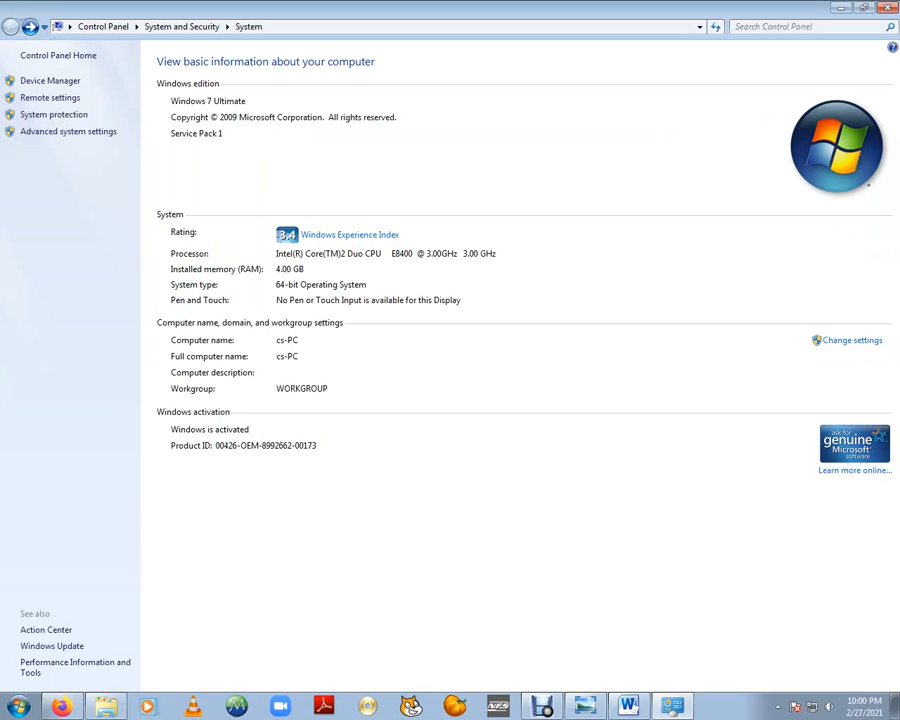 Control Panel ▸ System and Security ▸ System
Search Control Panel
Control Panel Home
Device Manager
Remote settings
System protection
Advanced system settings
View basic information about your computer
Windows edition
Windows 7 Ultimate
Copyright © 2009 Microsoft Corporation. All rights reserved.
Service Pack 1
System
Rating: 3.4 Windows Experience Index
Processor: Intel(R) Core(TM)2 Duo CPU E8400 @ 3.00GHz 3.00 GHz
Installed memory (RAM): 4.00 GB
System type: 64-bit Operating System
Pen and Touch: No Pen or Touch Input is available for this Display
Computer name, domain, and workgroup settings
Computer name: cs-PC
Change settings
Full computer name: cs-PC
Computer description:
Workgroup: WORKGROUP
Windows activation
Windows is activated
Product ID: 00426-OEM-8992662-00173
ask for
genuine
Microsoft
software
Learn more online...
See also
Action Center
Windows Update
Performance Information and
Tools
NFS
W
10:00 PM
2/27/2021